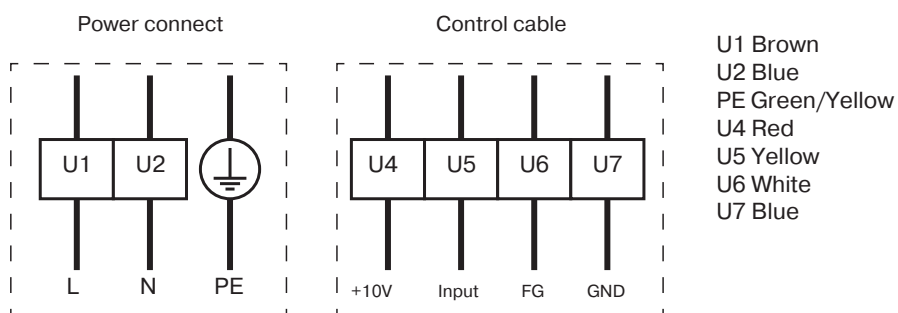 Power connect
Control cable
U1 Brown
U2 Blue
PE Green/Yellow
U4 Red
U5 Yellow
U6 White
U7 Blue
U1 U2
U4 U5 U6 U7
L N PE
+10V Input FG GND